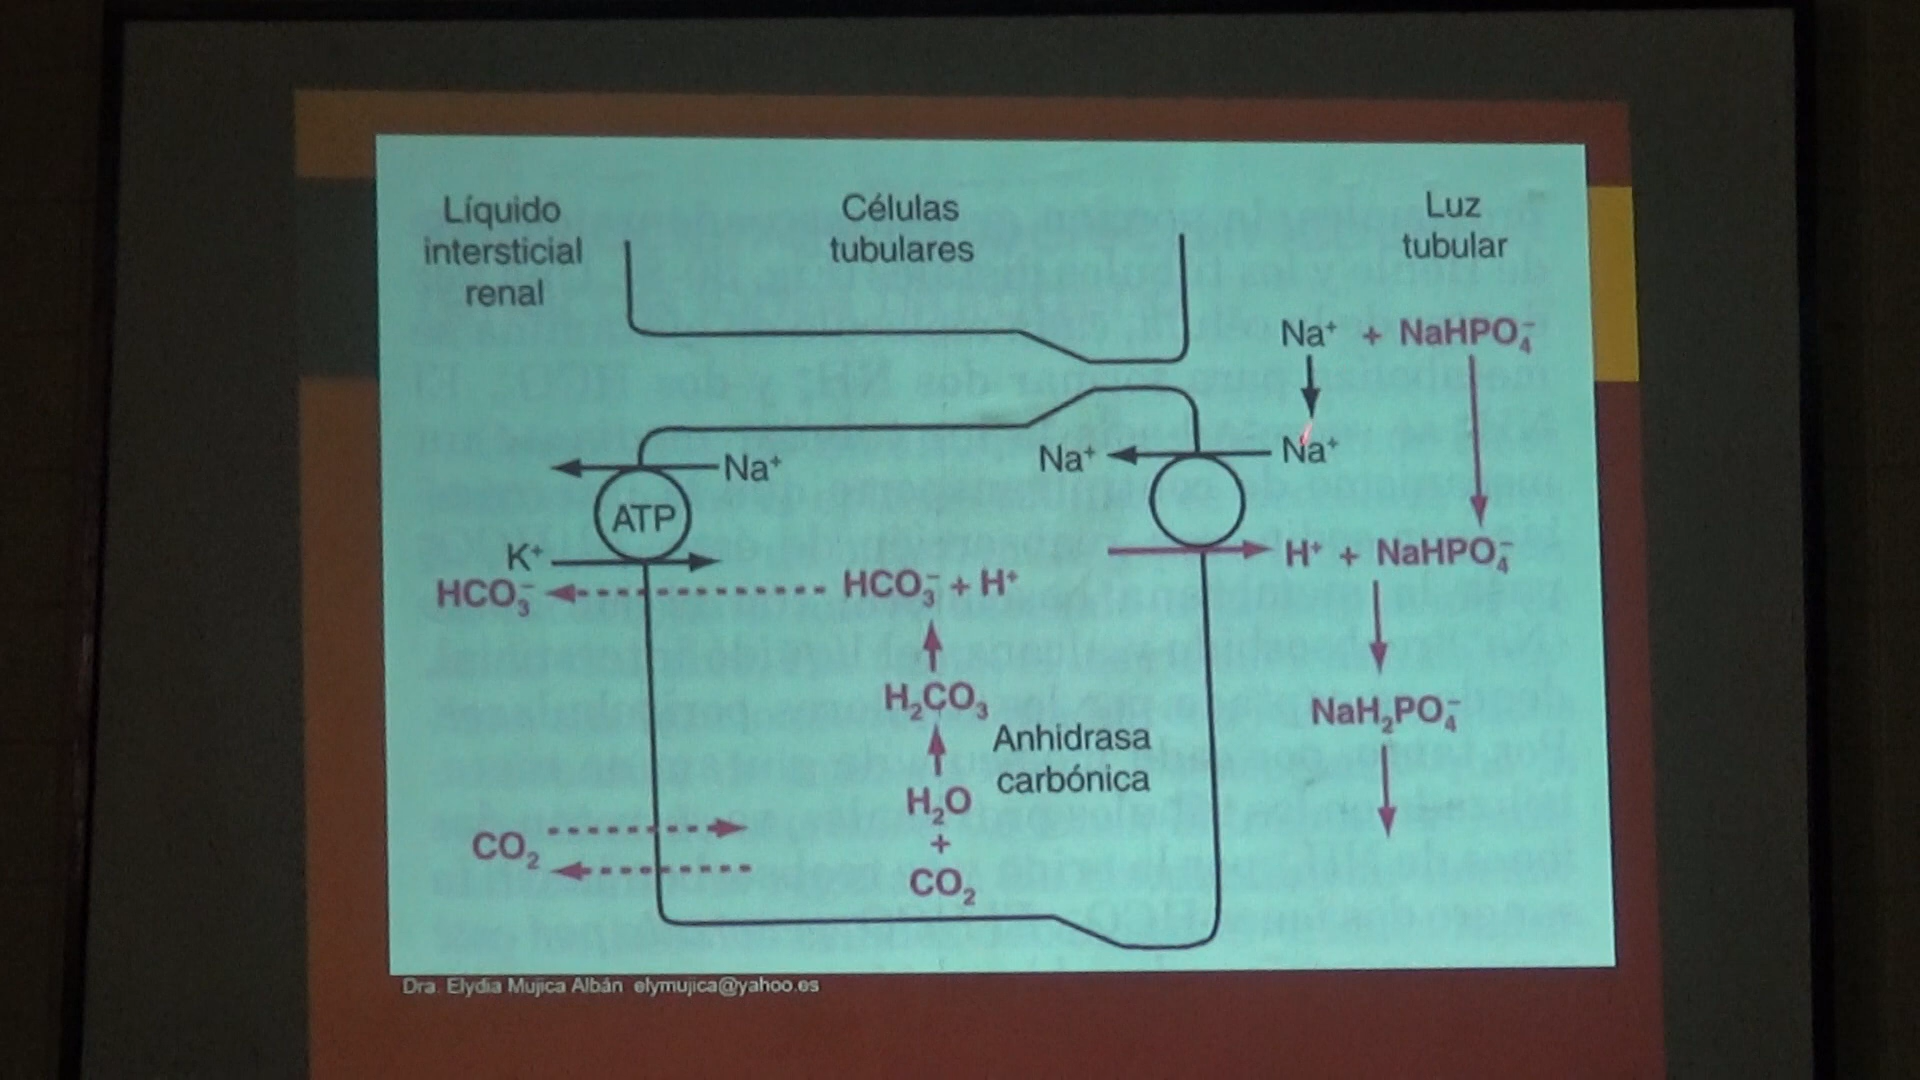 Líquido
intersticial
renal
Células
tubulares
Luz
tubular
Na⁺ + NaHPO₄⁻
Na⁺
Na⁺
Na⁺
ATP
K⁺
H⁺ + NaHPO₄⁻
HCO₃⁻
HCO₃⁻ + H⁺
H₂CO₃
NaH₂PO₄⁻
Anhidrasa
carbónica
H₂O
+
CO₂
CO₂
Dra. Elydia Mujica Albán elymujica@yahoo.es